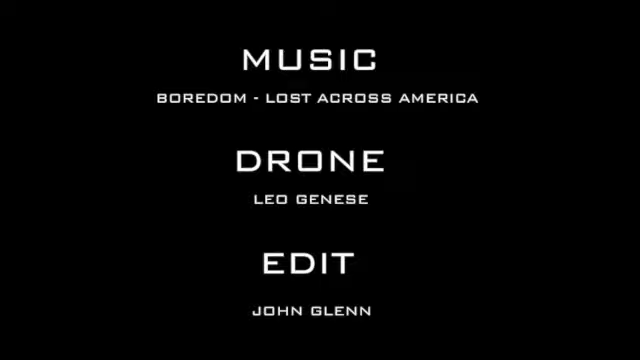 MUSIC
BOREDOM - LOST ACROSS AMERICA
DRONE
LEO GENESE
EDIT
JOHN GLENN